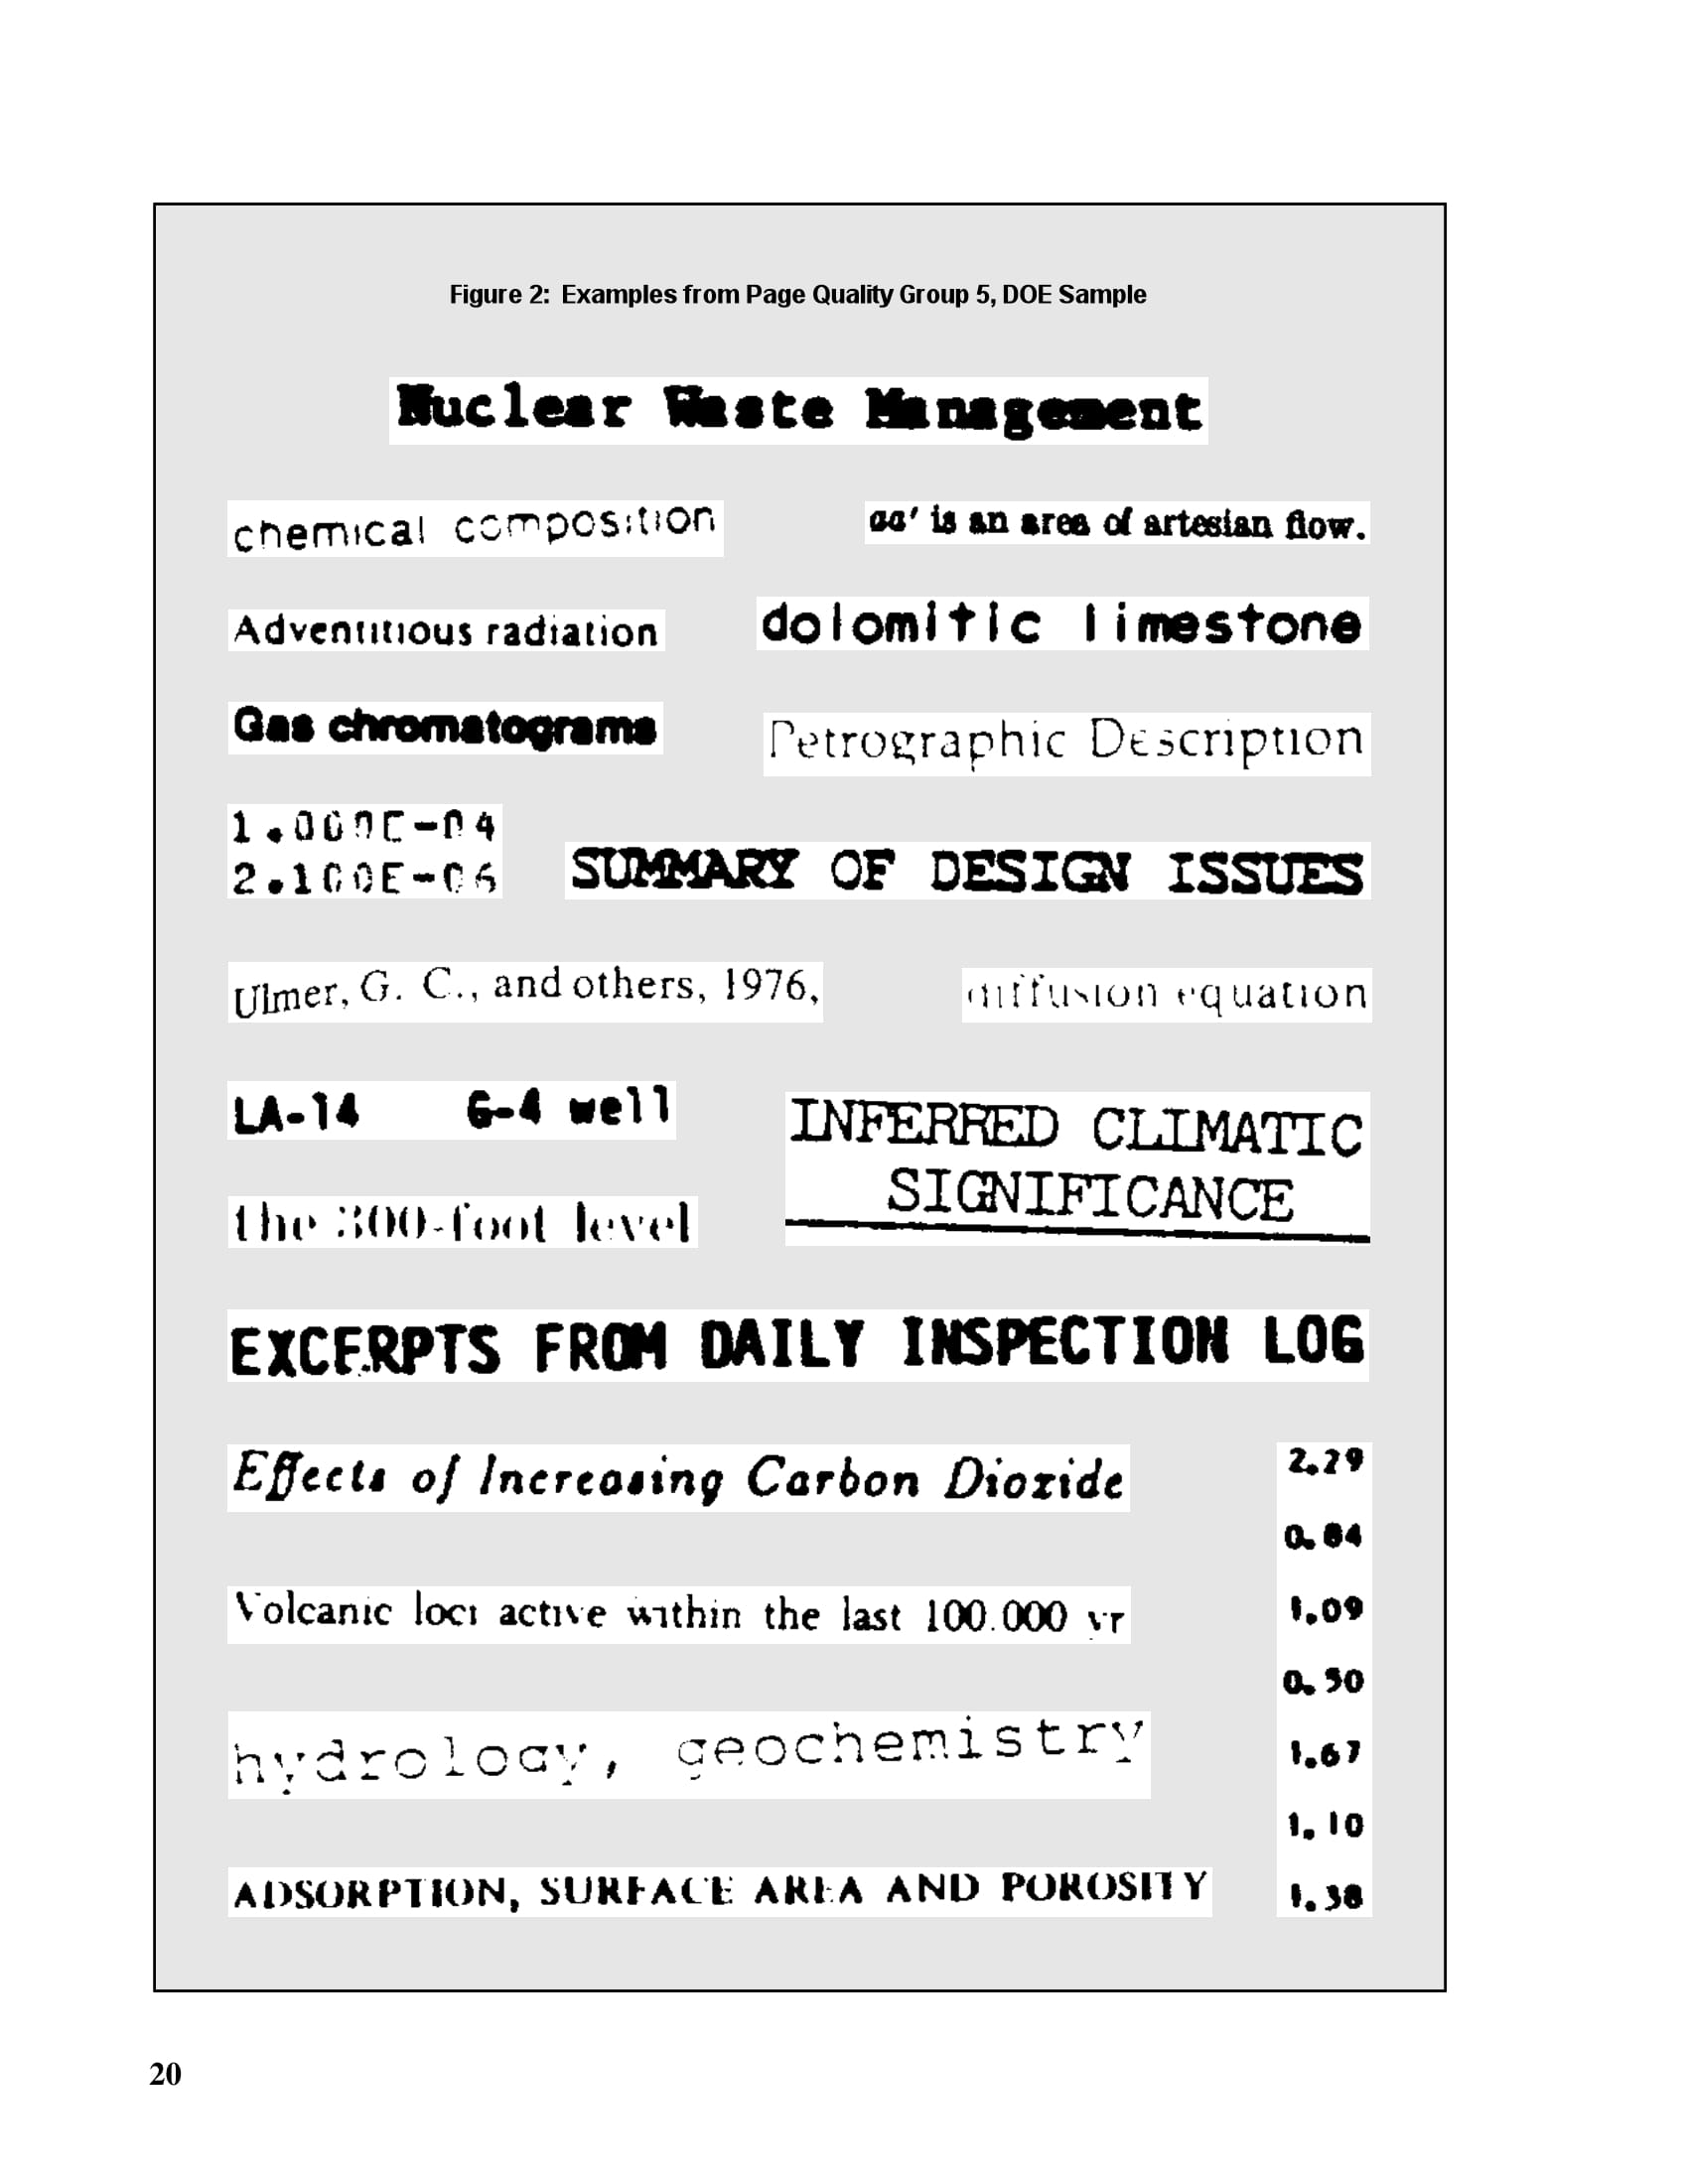 Figure 2: Examples from Page Quality Group 5, DOE Sample
Nuclear Waste Management
chemical composition
aa' is an area of artesian flow.
Adventitious radiation
dolomitic limestone
Gas chromatograms
Petrographic Description
1.000E-04
2.100E-06
SUMMARY OF DESIGN ISSUES
Ulmer, G. C., and others, 1976,
diffusion equation
LA-14 G-4 well
INFERRED CLIMATIC
SIGNIFICANCE
the 300-foot level
EXCERPTS FROM DAILY INSPECTION LOG
Effects of Increasing Carbon Dioxide
2.29
0.84
Volcanic loci active within the last 100.000 yr
1.09
0.50
hydrology, geochemistry
1.67
1.10
ADSORPTION, SURFACE AREA AND POROSITY
1.38
20